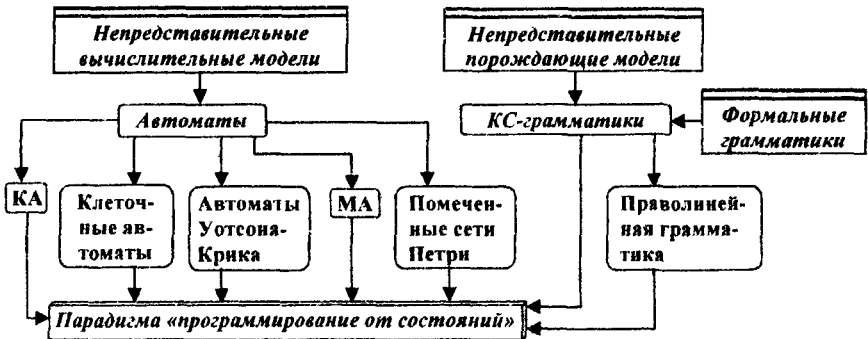 Непредставительные
вычислительные модели
Непредставительные
порождающие модели
Автоматы
КС-грамматики
Формальные
грамматики
КА
Клеточ-
ные ав-
томаты
Автоматы
Уотсона-
Крика
МА
Помечен-
ные сети
Петри
Праволиней-
ная грамма-
тика
Парадигма «программирование от состояний»